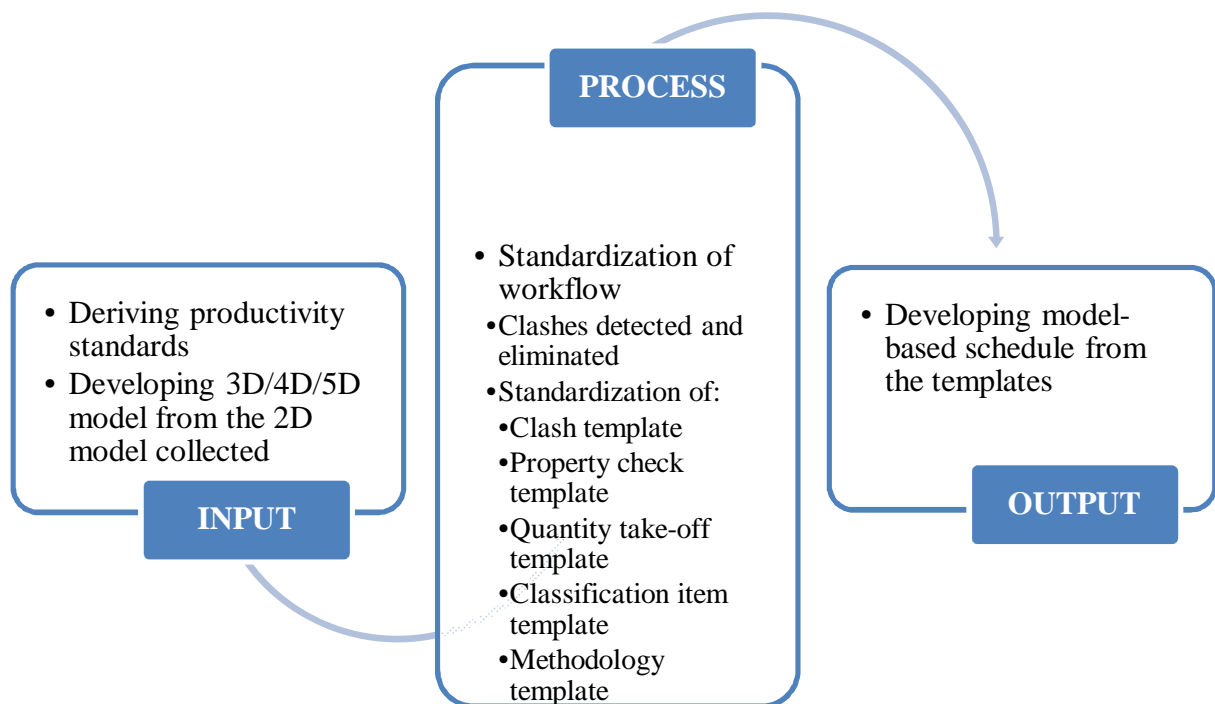 • Deriving productivity
standards
• Developing 3D/4D/5D
model from the 2D
model collected
INPUT
PROCESS
• Standardization of
workflow
•Clashes detected and
eliminated
•Standardization of:
•Clash template
•Property check
template
•Quantity take-off
template
•Classification item
template
•Methodology
template
• Developing model-
based schedule from
the templates
OUTPUT